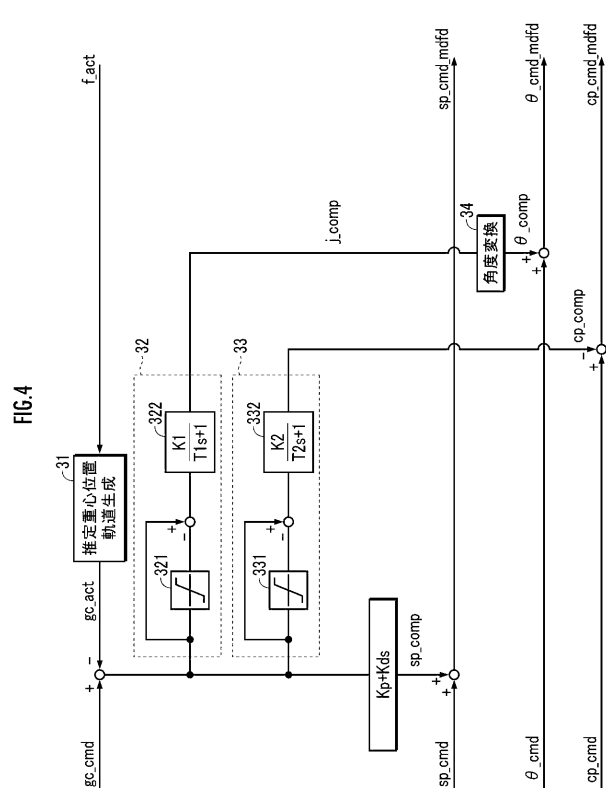 FIG.4
gc_cmd
+
−
gc_act
31
推定重心位置
軌道生成
f_act
32
321
+
−
322
K1
T1s+1
j_comp
33
331
+
−
332
K2
T2s+1
Kp+Kds
sp_comp
sp_cmd
+
+
sp_cmd_mdfd
34
角度変換
θ_comp
θ_cmd
+
+
θ_cmd_mdfd
cp_comp
cp_cmd
+
−
cp_cmd_mdfd